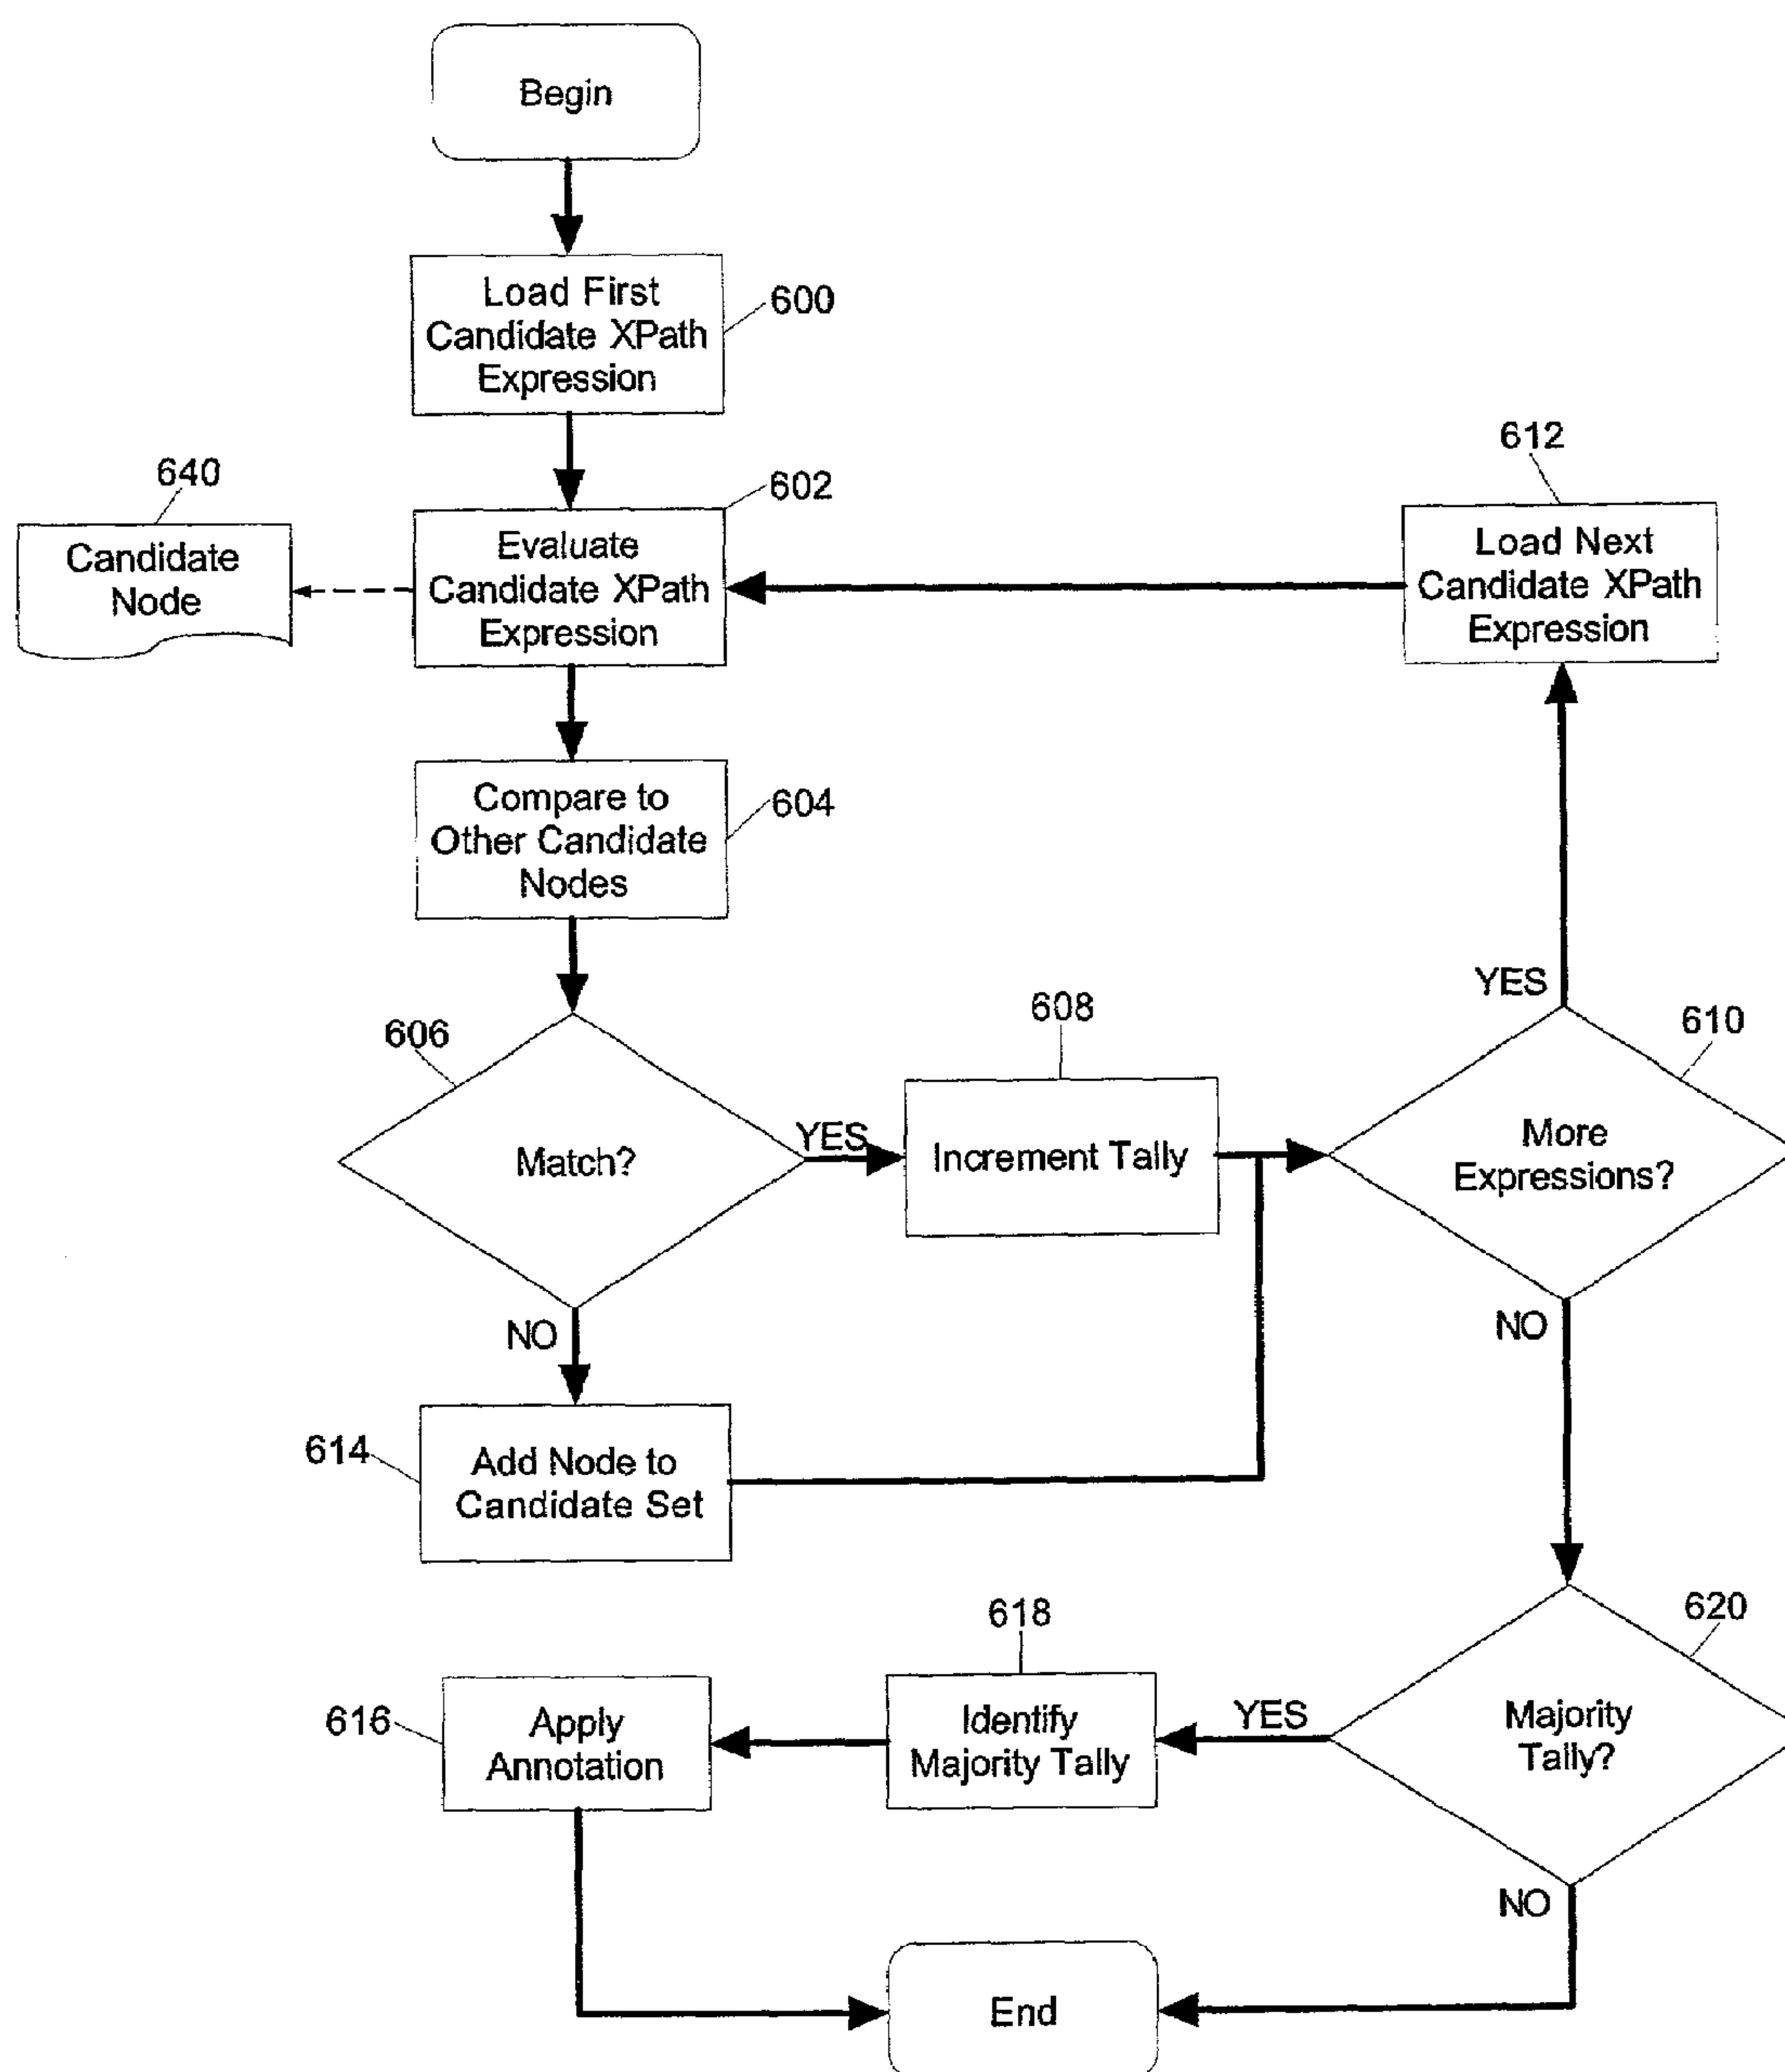 Begin
Load First
Candidate XPath
Expression
600
640
Candidate
Node
602
Evaluate
Candidate XPath
Expression
612
Load Next
Candidate XPath
Expression
Compare to
Other Candidate
Nodes
604
606
Match?
YES
NO
608
Increment Tally
610
More
Expressions?
YES
NO
614
Add Node to
Candidate Set
620
Majority
Tally?
YES
NO
618
Identify
Majority Tally
616
Apply
Annotation
End